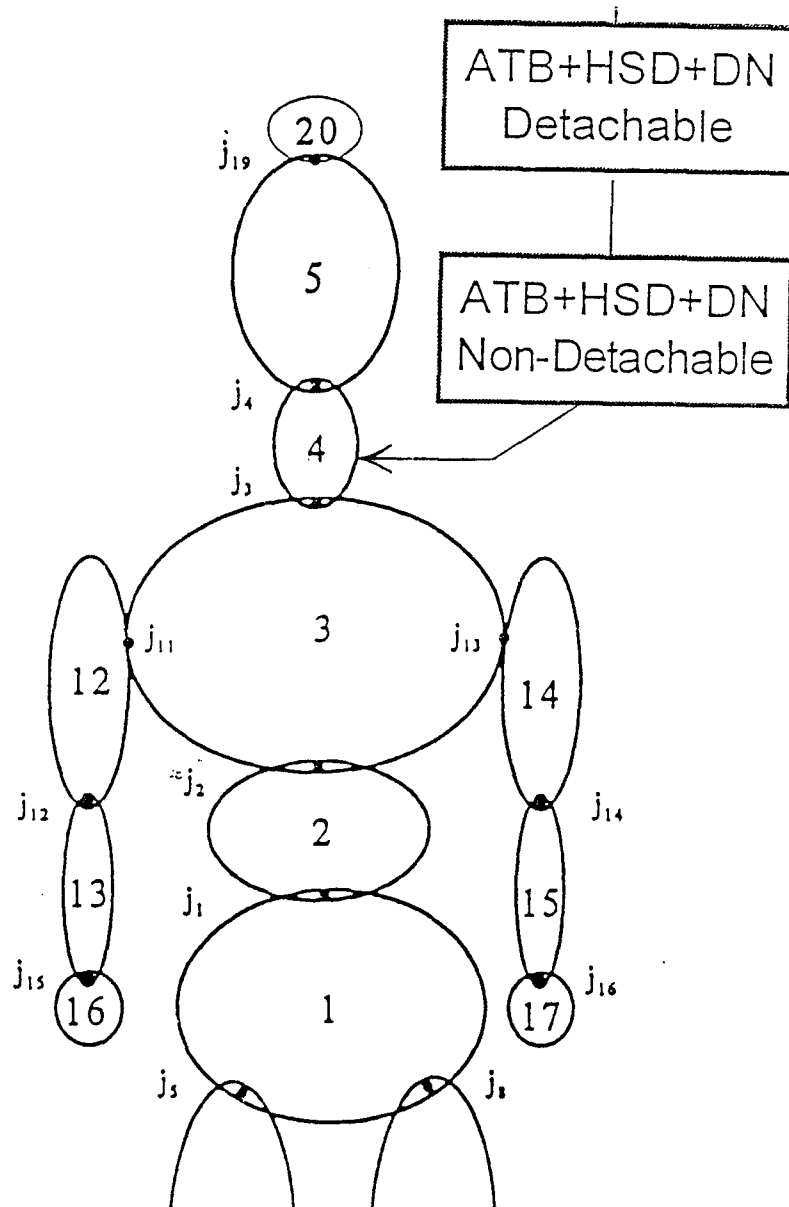 ATB+HSD+DN
Detachable
20
j₁₉
5
ATB+HSD+DN
Non-Detachable
j₄
4
j₃
3
j₁₁
j₁₃
12
14
j₂
j₁₂
j₁₄
2
13
15
j₁
j₁₅
j₁₆
16
1
17
j₅
j₈